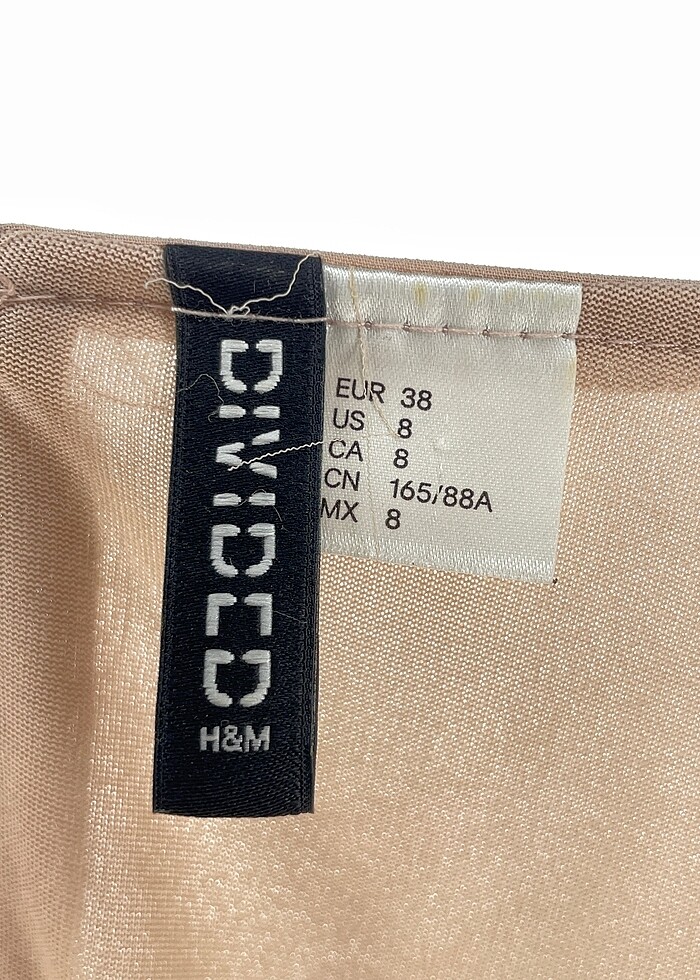 DIVIDED
H&M
EUR 38
US 8
CA 8
CN 165/88A
MX 8